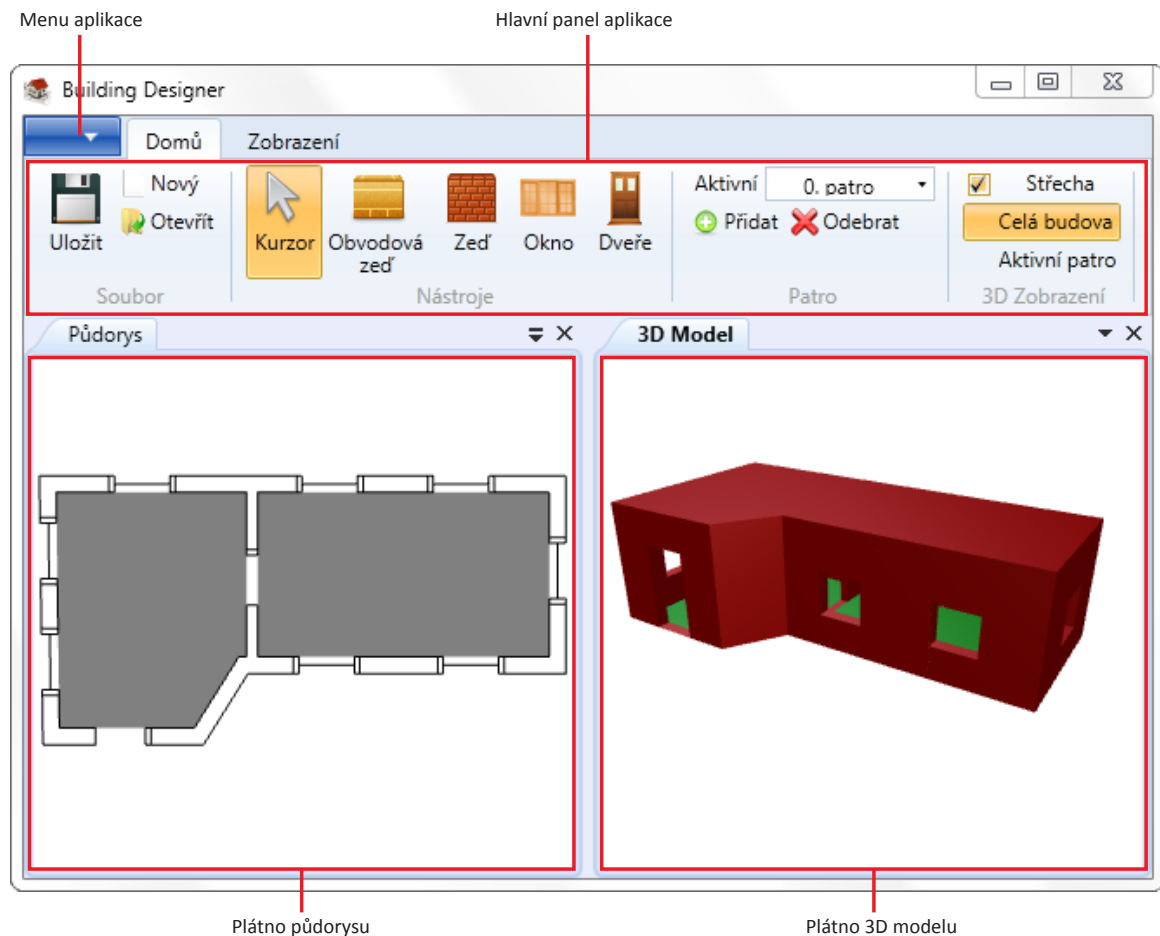 Menu aplikace
Hlavní panel aplikace
Building Designer
Domů
Zobrazení
Uložit
Nový
Otevřít
Soubor
Kurzor
Obvodová
zeď
Zeď
Okno
Dveře
Nástroje
Aktivní
0. patro
Přidat
Odebrat
Patro
Střecha
Celá budova
Aktivní patro
3D Zobrazení
Půdorys
3D Model
Plátno půdorysu
Plátno 3D modelu